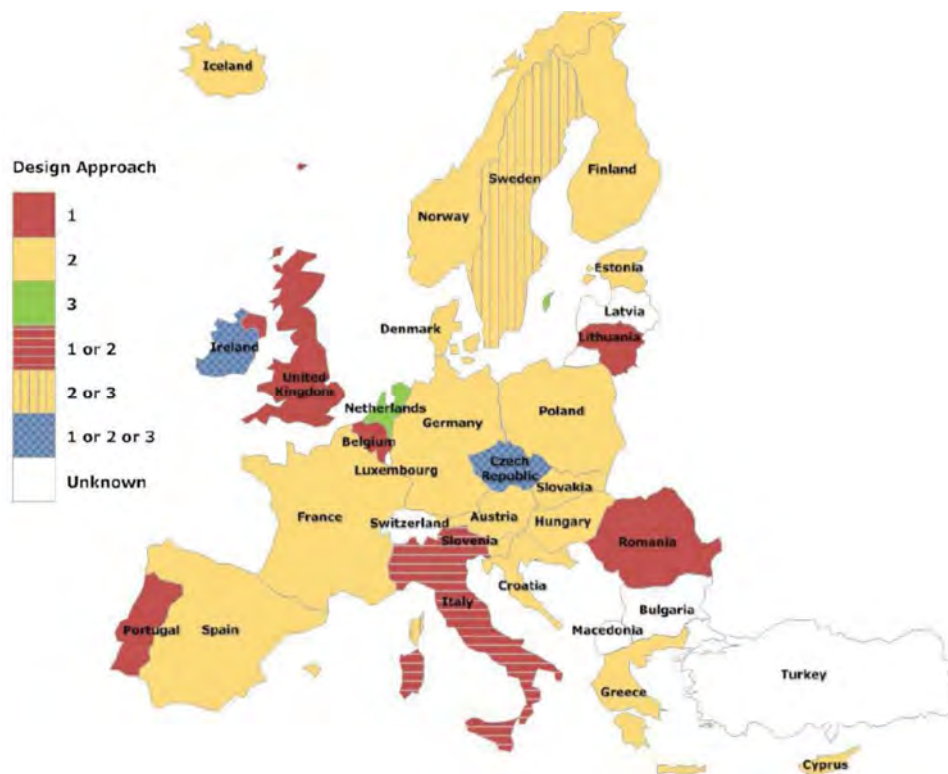 Iceland
Design Approach
1
2
3
1 or 2
2 or 3
1 or 2 or 3
Unknown
Sweden
Finland
Norway
Estonia
Latvia
Lithuania
Denmark
Ireland
United
Kingdom
Netherlands
Germany
Poland
Belgium
Luxembourg
Czech
Republic
Slovakia
France
Switzerland
Austria
Hungary
Slovenia
Romania
Croatia
Italy
Bulgaria
Macedonia
Portugal
Spain
Turkey
Greece
Cyprus